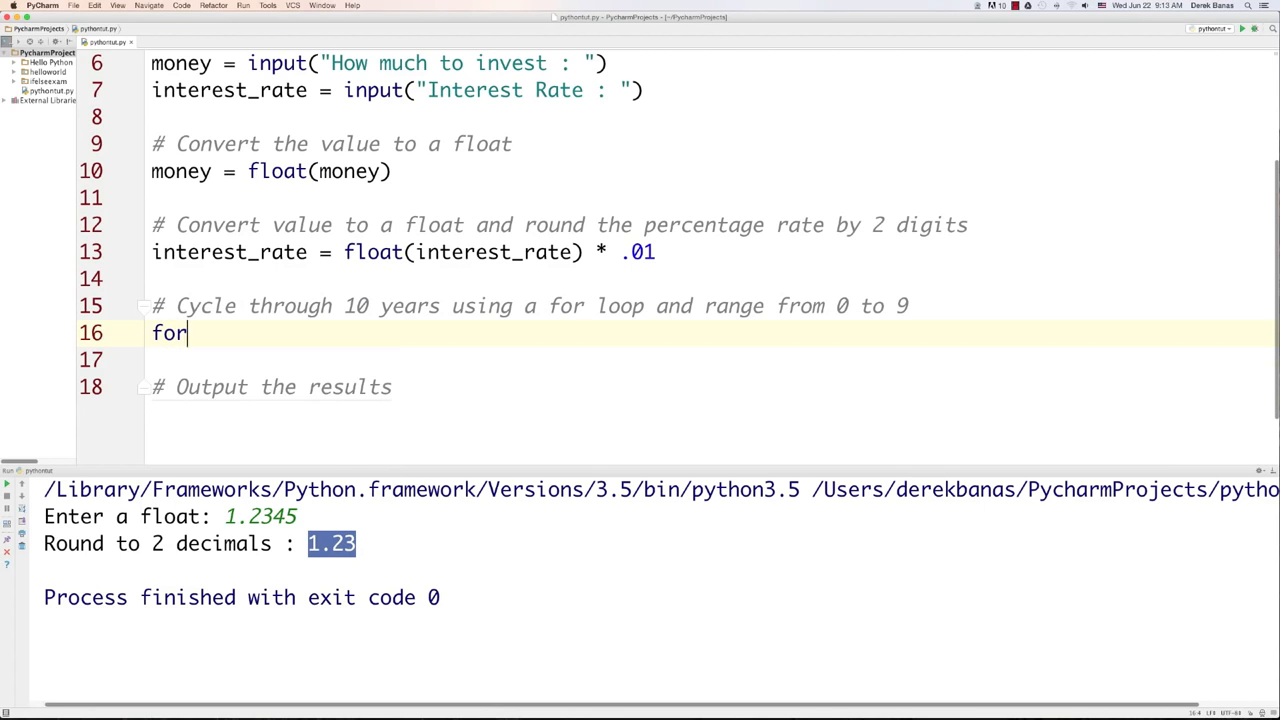 PyCharm File Edit View Navigate Code Refactor Run Tools VCS Window Help 10 Wed Jun 22 9:13 AM Derek Banas
pythontut.py - PycharmProjects - [~/PycharmProjects]
PycharmProjects pythontut.py pythontut
pythontut.py
PycharmProject
Hello Python
helloworld
ifelseexam
pythontut.py
External Libraries
6 money = input("How much to invest : ")
7 interest_rate = input("Interest Rate : ")
8
9 # Convert the value to a float
10 money = float(money)
11
12 # Convert value to a float and round the percentage rate by 2 digits
13 interest_rate = float(interest_rate) * .01
14
15 # Cycle through 10 years using a for loop and range from 0 to 9
16 for
17
18 # Output the results
Run pythontut
/Library/Frameworks/Python.framework/Versions/3.5/bin/python3.5 /Users/derekbanas/PycharmProjects/pytho
Enter a float: 1.2345
Round to 2 decimals : 1.23
Process finished with exit code 0
16:4 LF÷ UTF-8÷